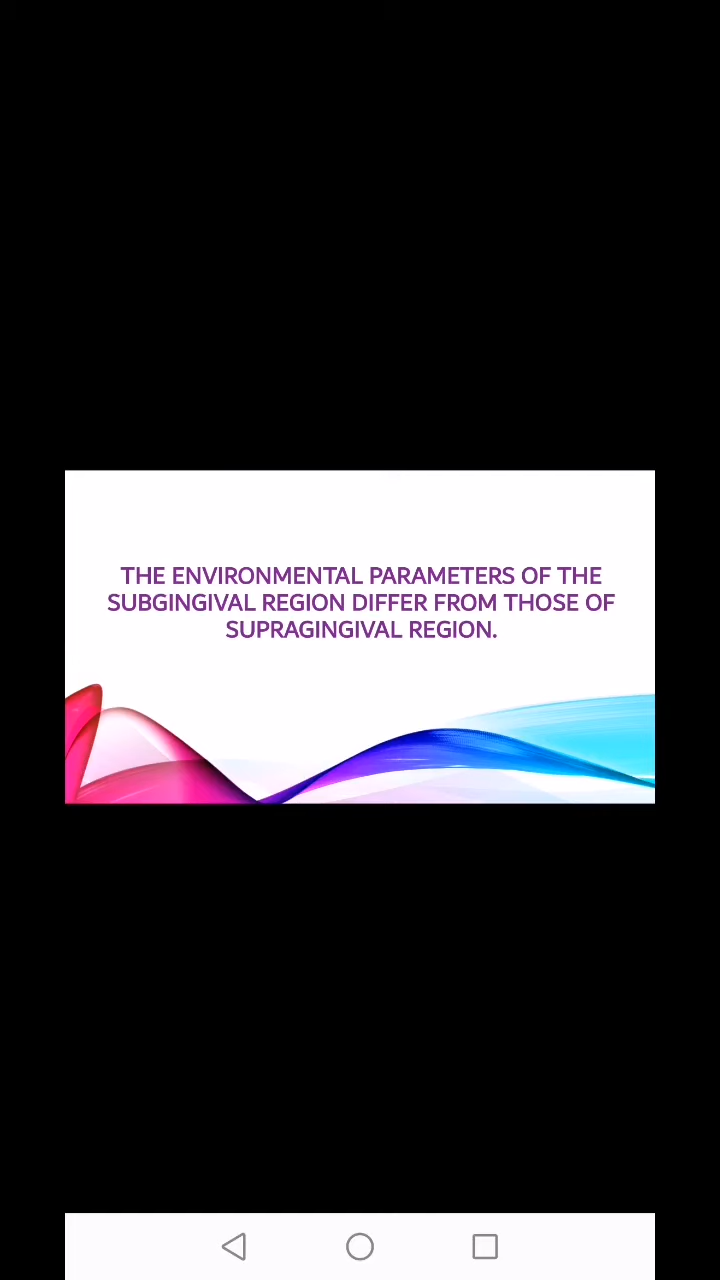 THE ENVIRONMENTAL PARAMETERS OF THE
SUBGINGIVAL REGION DIFFER FROM THOSE OF
SUPRAGINGIVAL REGION.